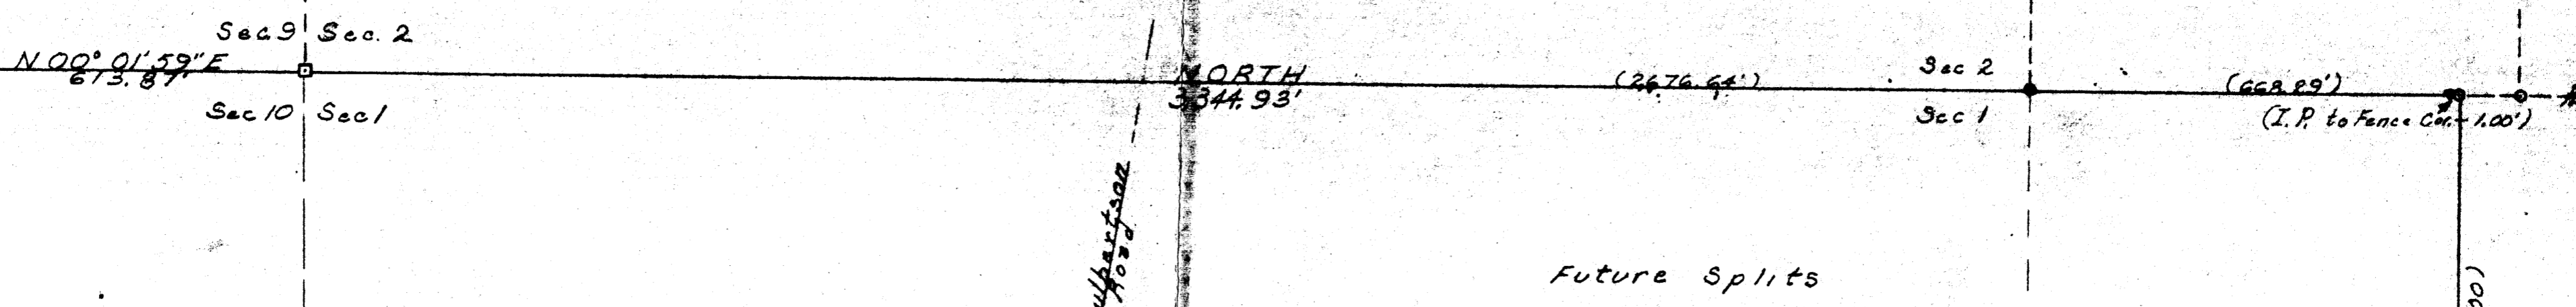 Sec. 9 Sec. 2
N 00° 01' 59" E
613.87'
Sec 10 Sec 1
NORTH
3344.93'
(2676.64')
Sec 2
Sec 1
(668.89')
(I.P. to Fence Cor. - 1.00')
Road
Future Splits